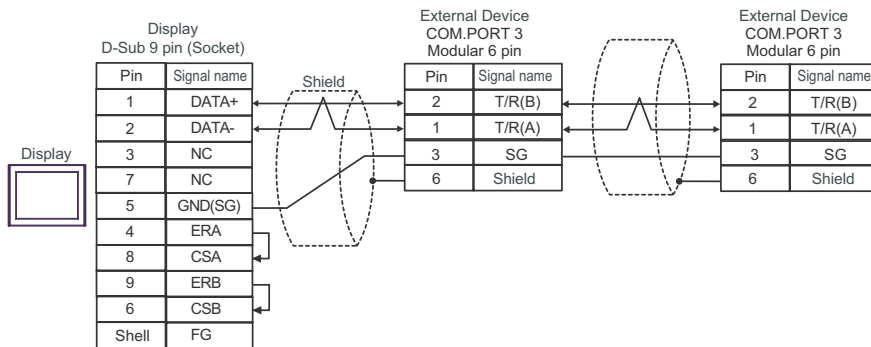 Display
D-Sub 9 pin (Socket)
Pin Signal name
1 DATA+
2 DATA-
3 NC
7 NC
5 GND(SG)
4 ERA
8 CSA
9 ERB
6 CSB
Shell FG
Display
Shield
External Device
COM.PORT 3
Modular 6 pin
Pin Signal name
2 T/R(B)
1 T/R(A)
3 SG
6 Shield
External Device
COM.PORT 3
Modular 6 pin
Pin Signal name
2 T/R(B)
1 T/R(A)
3 SG
6 Shield